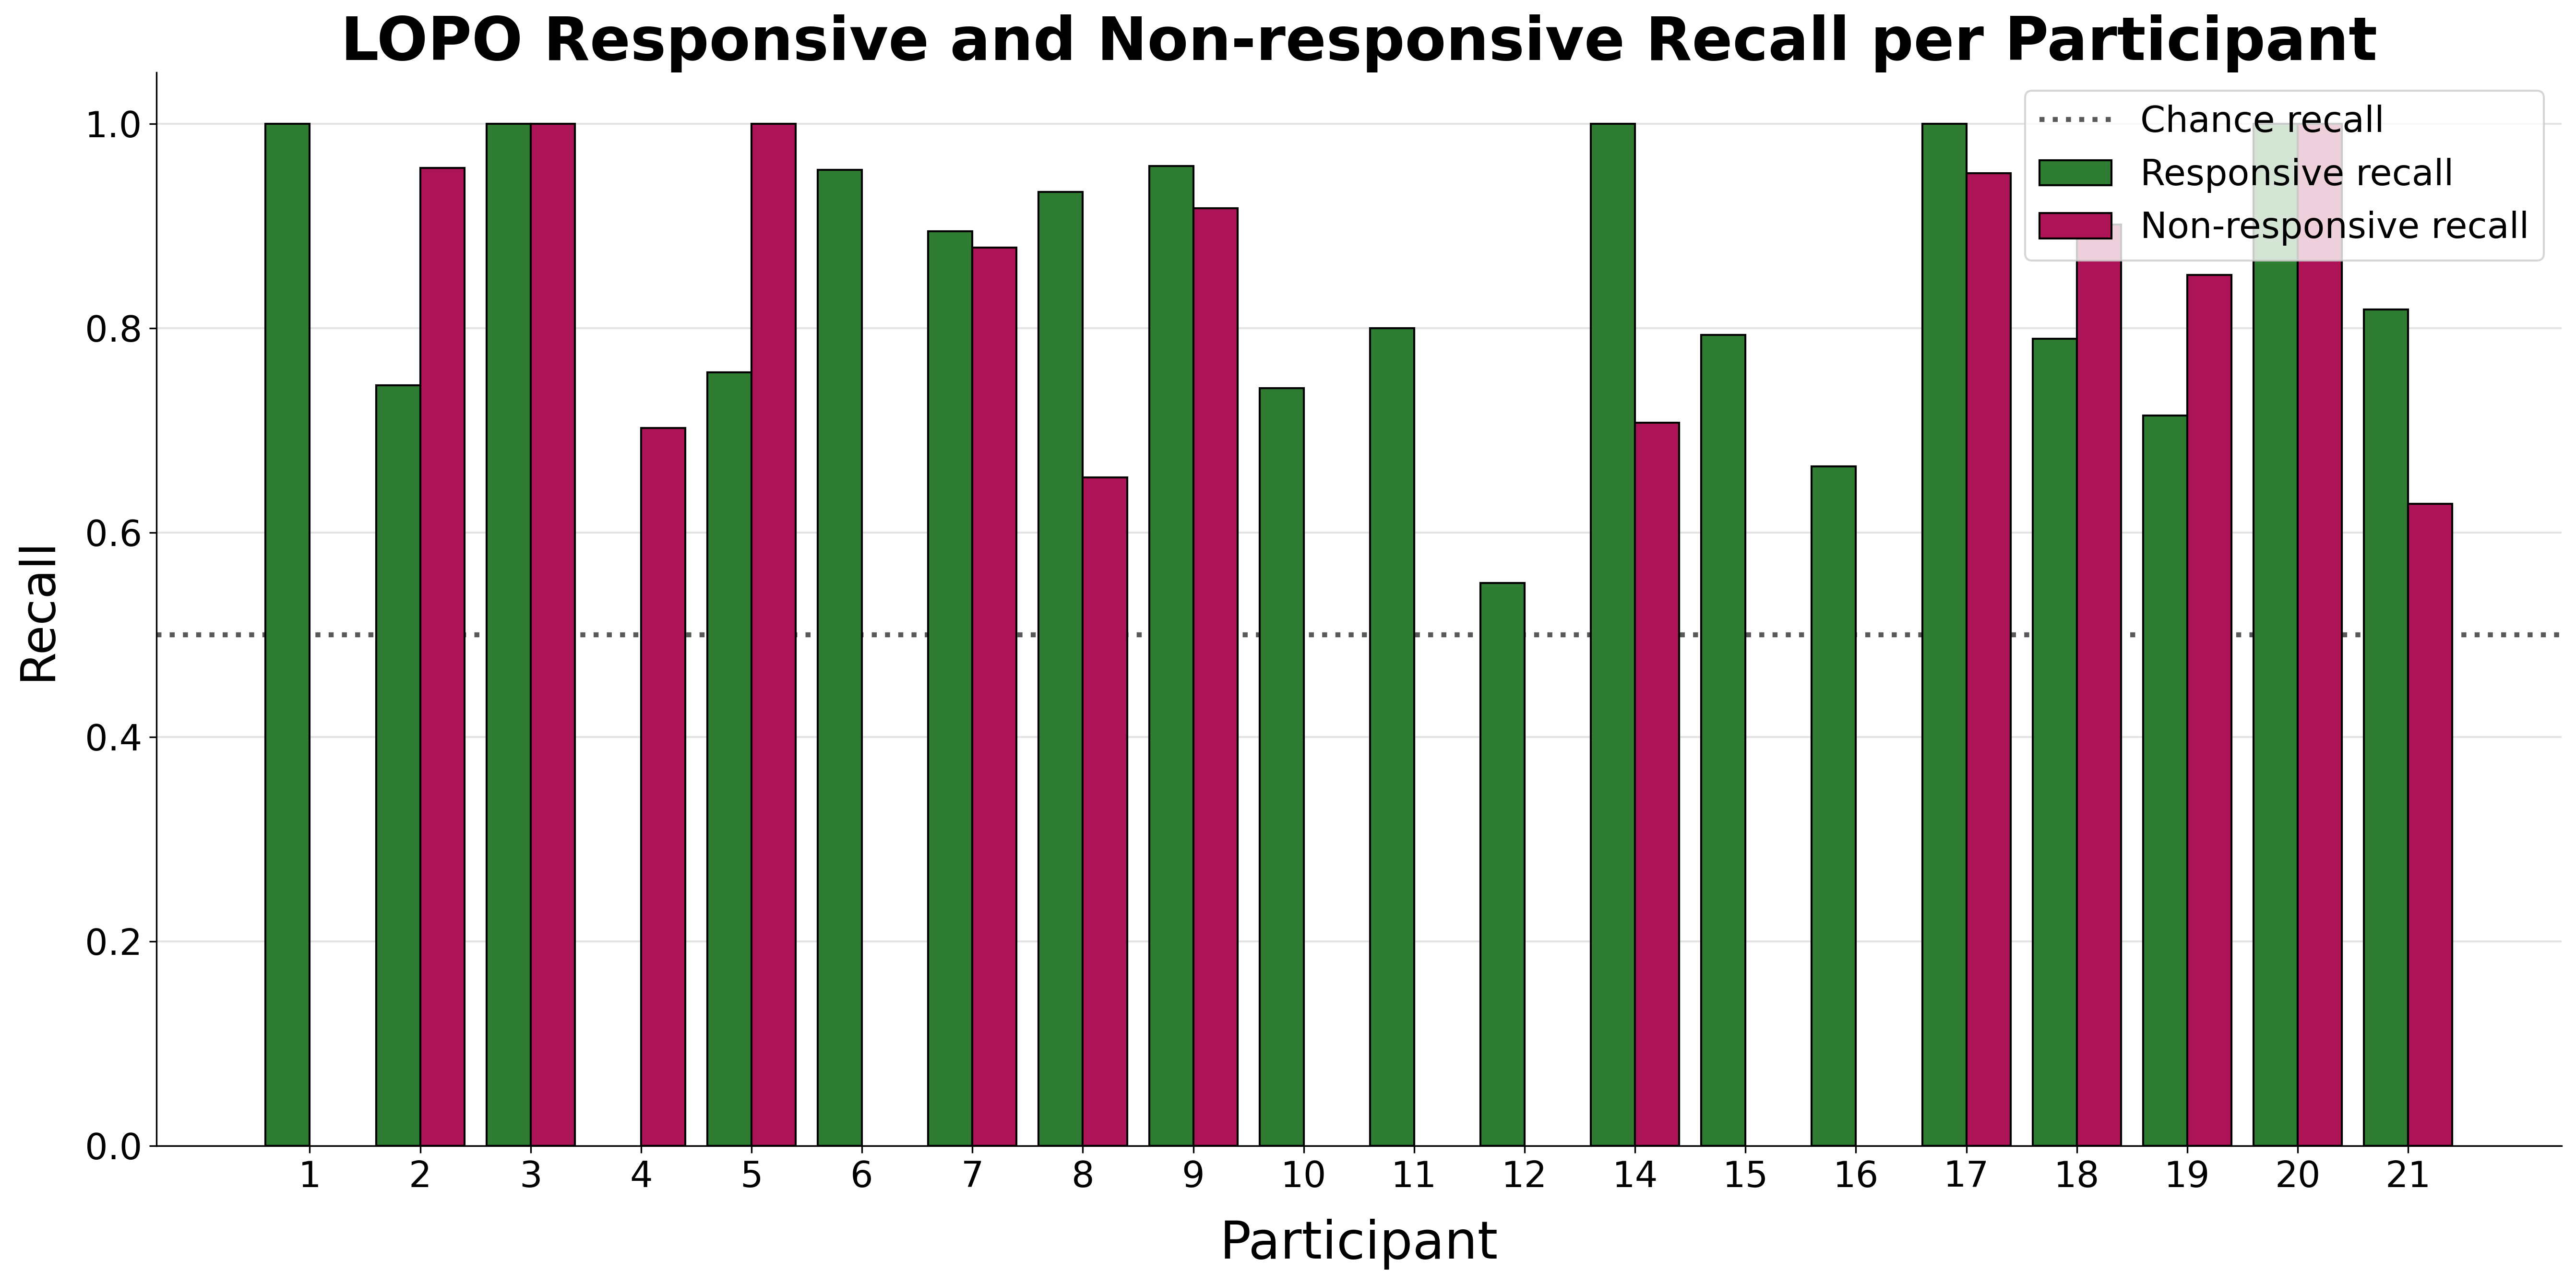 LOPO Responsive and Non-responsive Recall per Participant
Chance recall
Responsive recall
Non-responsive recall
1.0
0.8
0.6
0.4
0.2
0.0
Recall
1 2 3 4 5 6 7 8 9 10 11 12 14 15 16 17 18 19 20 21
Participant